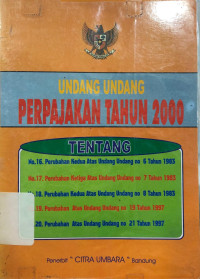 UNDANG UNDANG
PERPAJAKAN TAHUN 2000
TENTANG
No.16. Perubahan Kedua Atas Undang Undang no 6 Tahun 1983
No.17. Perubahan Ketiga Atas Undang Undang no 7 Tahun 1983
18. Perubahan Kedua Atas Undang Undang no 8 Tahun 1983
19. Perubahan Atas Undang Undang no 19 Tahun 1997
20. Perubahan Atas Undang Undang no 21 Tahun 1997
Penerbit " CITRA UMBARA " Bandung